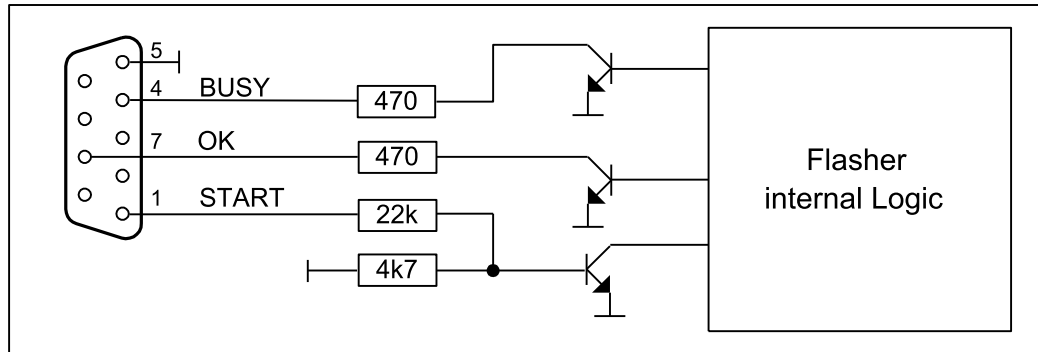 5
4 BUSY
470
7 OK
470
1 START
22k
4k7
Flasher
internal Logic